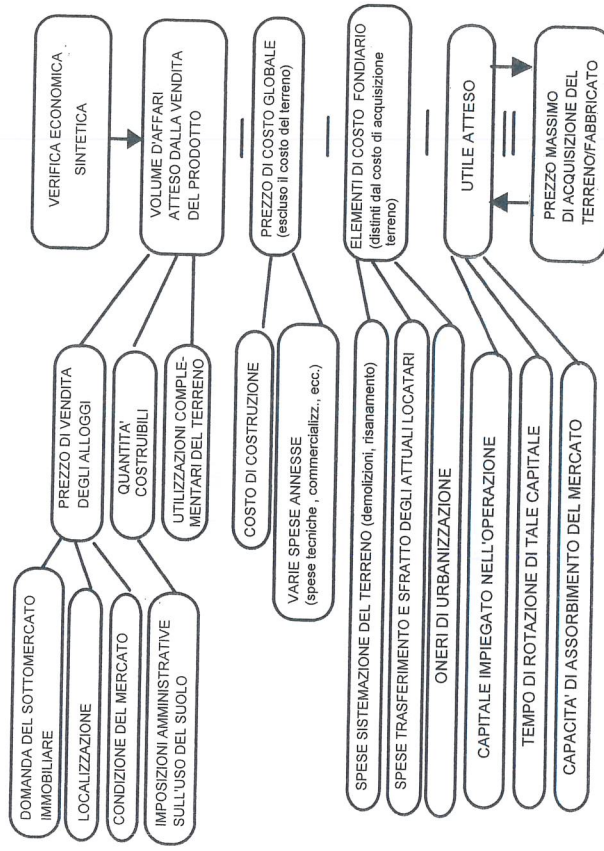 VERIFICA ECONOMICA
SINTETICA
VOLUME D'AFFARI
ATTESO DALLA VENDITA
DEL PRODOTTO
PREZZO DI VENDITA
DEGLI ALLOGGI
QUANTITA'
COSTRUIBILI
UTILIZZAZIONI COMPLE-
MENTARI DEL TERRENO
DOMANDA DEL SOTTOMERCATO
IMMOBILIARE
LOCALIZZAZIONE
CONDIZIONE DEL MERCATO
IMPOSIZIONI AMMINISTRATIVE
SULL'USO DEL SUOLO
PREZZO DI COSTO GLOBALE
(escluso il costo del terreno)
COSTO DI COSTRUZIONE
VARIE SPESE ANNESSE
(spese tecniche , commercializz., ecc.)
ELEMENTI DI COSTO FONDIARIO
(distinti dal costo di acquisizione
terreno)
SPESE SISTEMAZIONE DEL TERRENO (demolizioni, risanamento)
SPESE TRASFERIMENTO E SFRATTO DEGLI ATTUALI LOCATARI
ONERI DI URBANIZZAZIONE
UTILE ATTESO
CAPITALE IMPIEGATO NELL'OPERAZIONE
TEMPO DI ROTAZIONE DI TALE CAPITALE
CAPACITA' DI ASSORBIMENTO DEL MERCATO
PREZZO MASSIMO
DI ACQUISIZIONE DEL
TERRENO/FABBRICATO